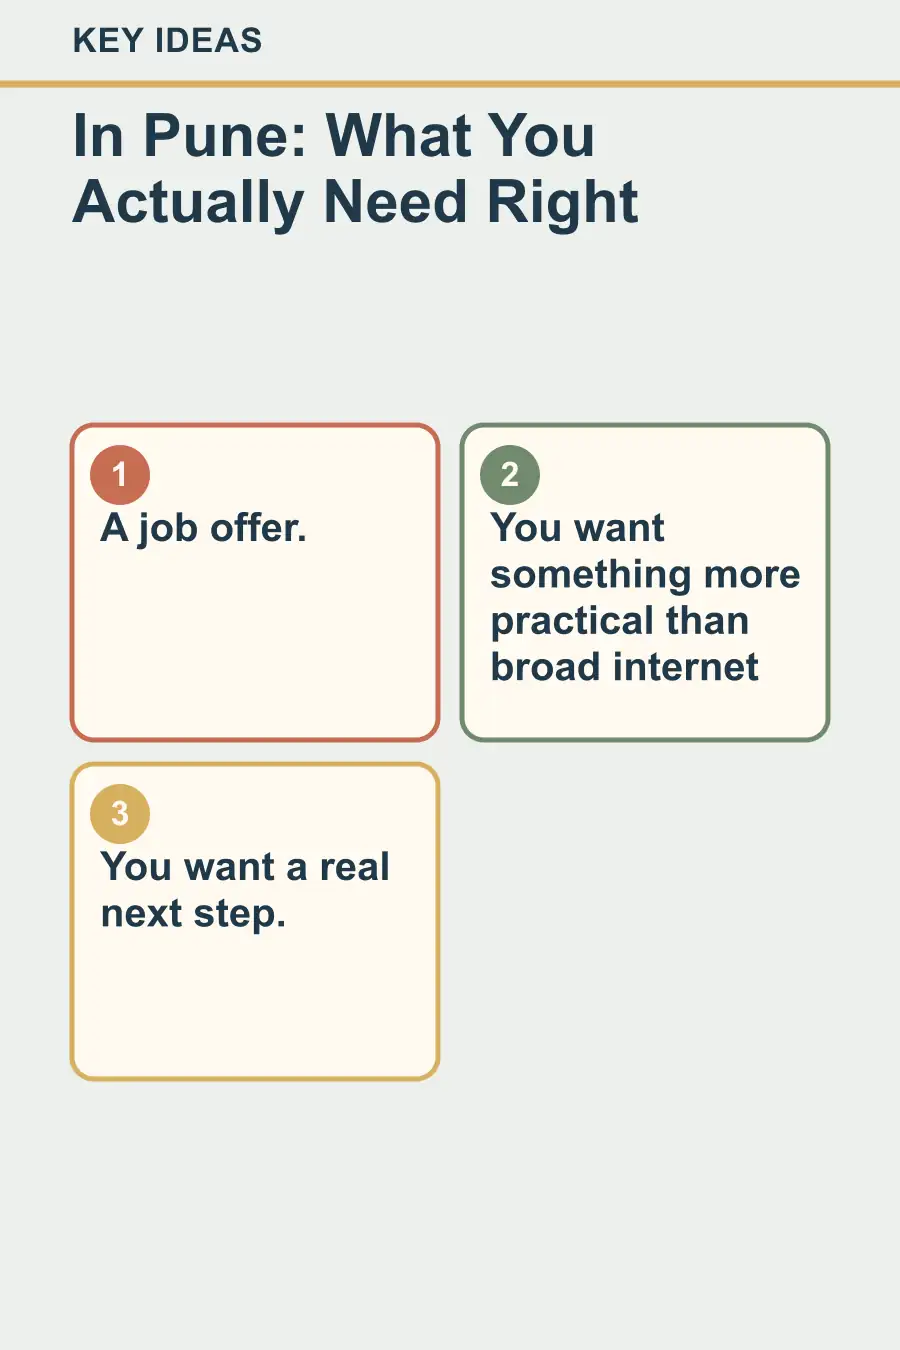 KEY IDEAS
In Pune: What You
Actually Need Right
1
A job offer.
2
You want
something more
practical than
broad internet
3
You want a real
next step.